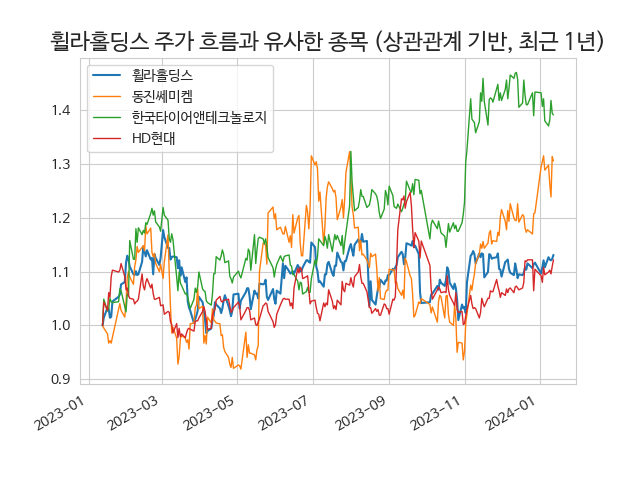 휠라홀딩스 주가 흐름과 유사한 종목 (상관관계 기반, 최근 1년)
휠라홀딩스
동진쎄미켐
한국타이어앤테크놀로지
HD현대
1.4
1.3
1.2
1.1
1.0
0.9
2023-01
2023-03
2023-05
2023-07
2023-09
2023-11
2024-01